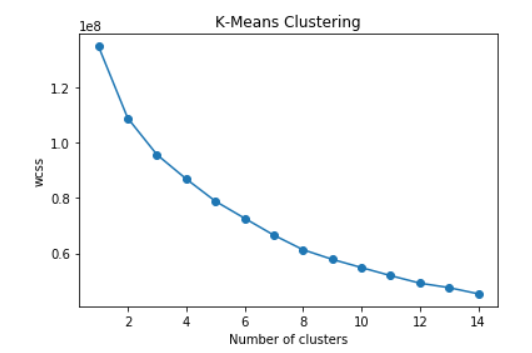 K-Means Clustering
1e8
1.2
1.0
0.8
0.6
wcss
2 4 6 8 10 12 14
Number of clusters